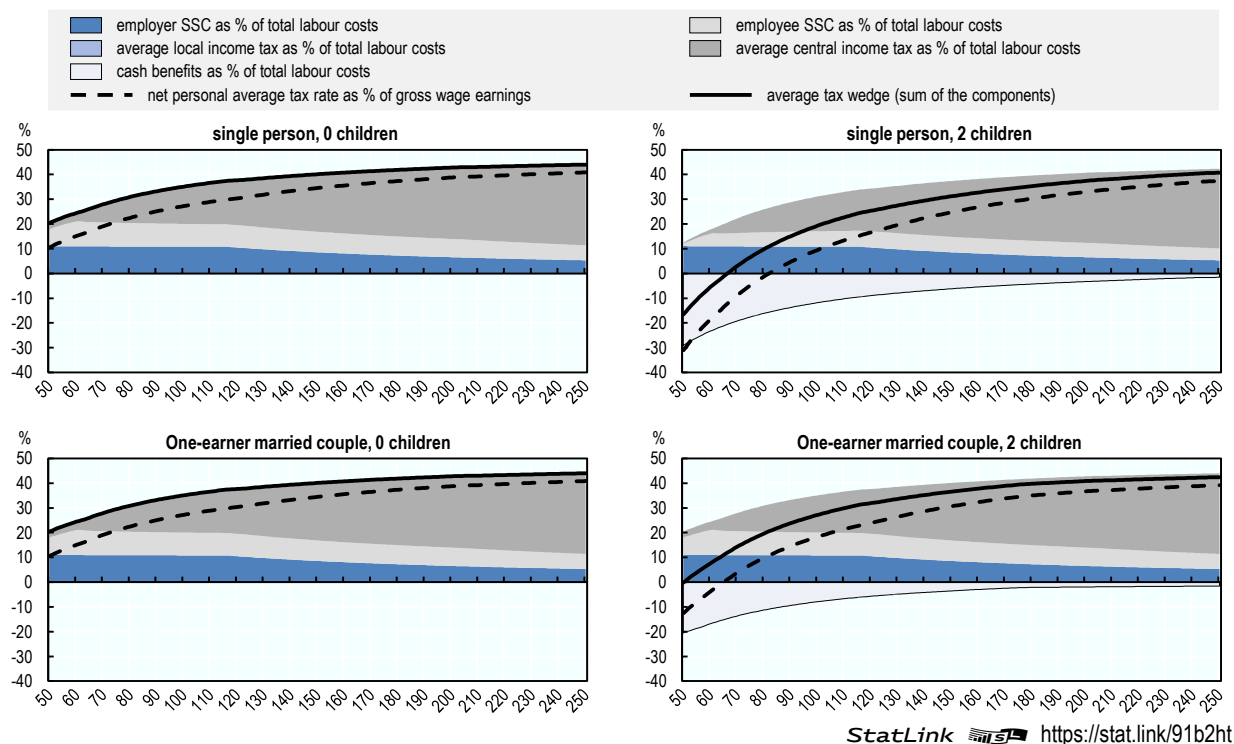 employer SSC as % of total labour costs
employee SSC as % of total labour costs
average local income tax as % of total labour costs
average central income tax as % of total labour costs
cash benefits as % of total labour costs
net personal average tax rate as % of gross wage earnings
average tax wedge (sum of the components)
%
single person, 0 children
50
40
30
20
10
0
-10
-20
-30
-40
50 60 70 80 90 100 110 120 130 140 150 160 170 180 190 200 210 220 230 240 250
%
single person, 2 children
50
40
30
20
10
0
-10
-20
-30
-40
50 60 70 80 90 100 110 120 130 140 150 160 170 180 190 200 210 220 230 240 250
%
One-earner married couple, 0 children
50
40
30
20
10
0
-10
-20
-30
-40
50 60 70 80 90 100 110 120 130 140 150 160 170 180 190 200 210 220 230 240 250
%
One-earner married couple, 2 children
50
40
30
20
10
0
-10
-20
-30
-40
50 60 70 80 90 100 110 120 130 140 150 160 170 180 190 200 210 220 230 240 250
StatLink https://stat.link/91b2ht